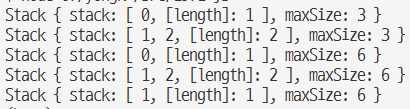 Stack { stack: [ 0, [length]: 1 ], maxSize: 3 }
Stack { stack: [ 1, 2, [length]: 2 ], maxSize: 3 }
Stack { stack: [ 0, [length]: 1 ], maxSize: 6 }
Stack { stack: [ 1, 2, [length]: 2 ], maxSize: 6 }
Stack { stack: [ 1, [length]: 1 ], maxSize: 6 }